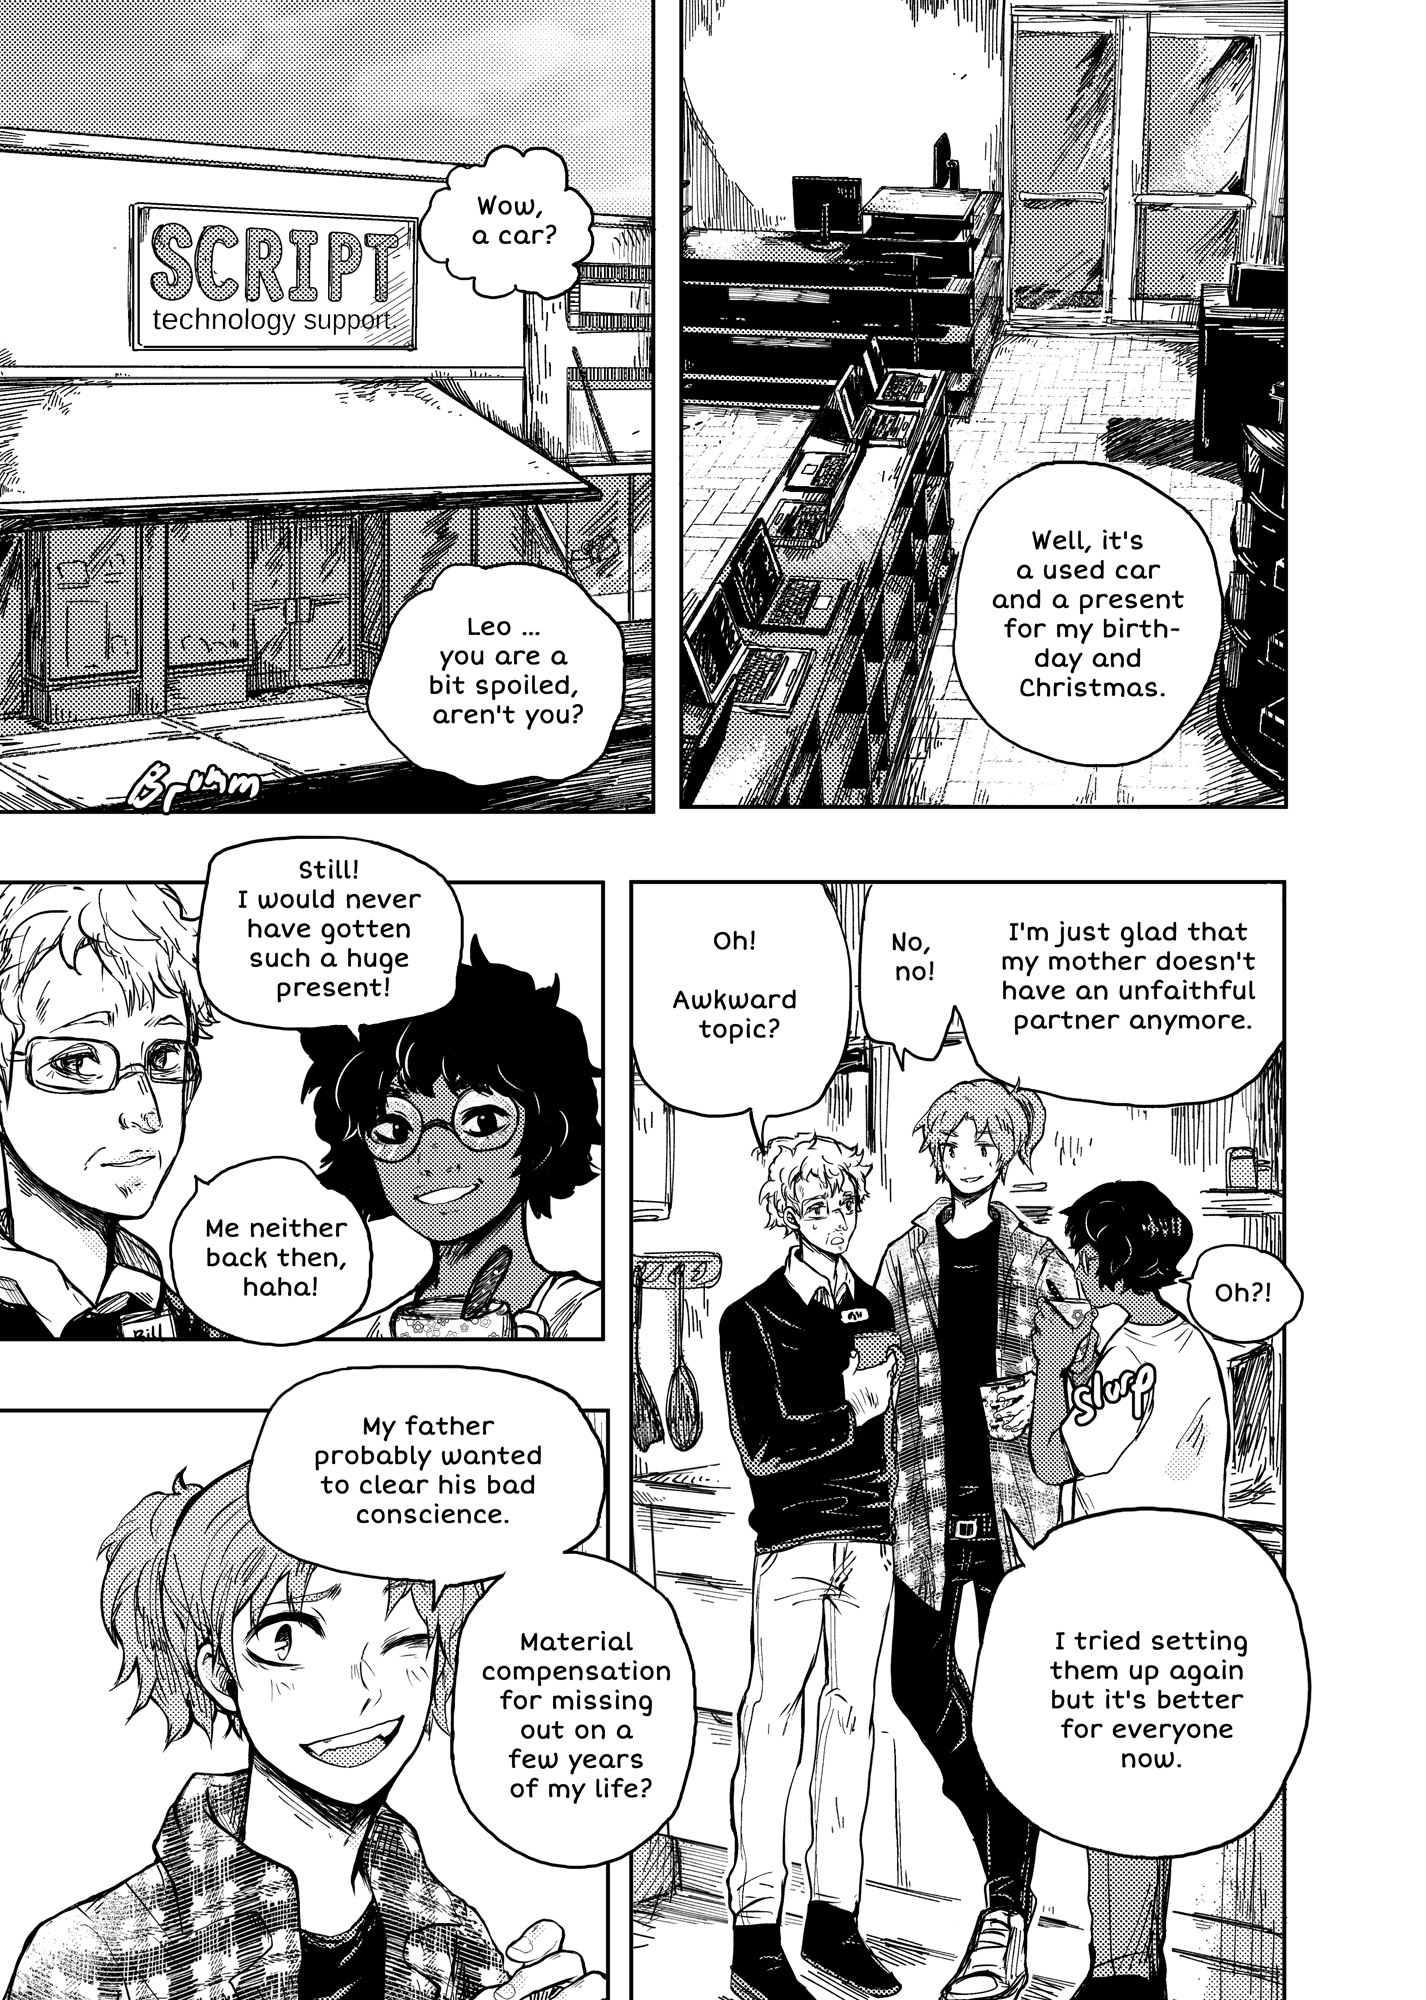 SCRIPT
technology support.
Wow,
a car?
Leo ...
you are a
bit spoiled,
aren't you?
Brumm
Well, it's
a used car
and a present
for my birth-
day and
Christmas.
Still!
I would never
have gotten
such a huge
present!
Me neither
back then,
haha!
Bill
Oh!
Awkward
topic?
No,
no!
I'm just glad that
my mother doesn't
have an unfaithful
partner anymore.
Oh?!
slurp
I tried setting
them up again
but it's better
for everyone
now.
My father
probably wanted
to clear his bad
conscience.
Material
compensation
for missing
out on a
few years
of my life?